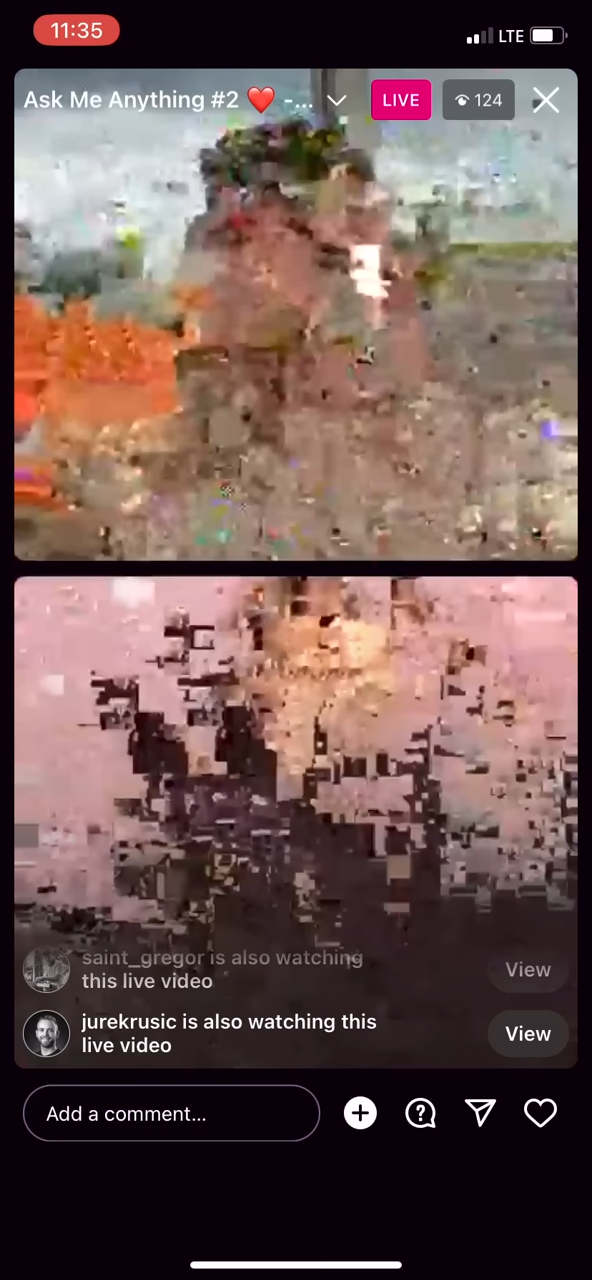 11:35
LTE
Ask Me Anything #2 ❤️ -...
LIVE
124
saint_gregor is also watching
this live video
View
jurekrusic is also watching this
live video
View
Add a comment...